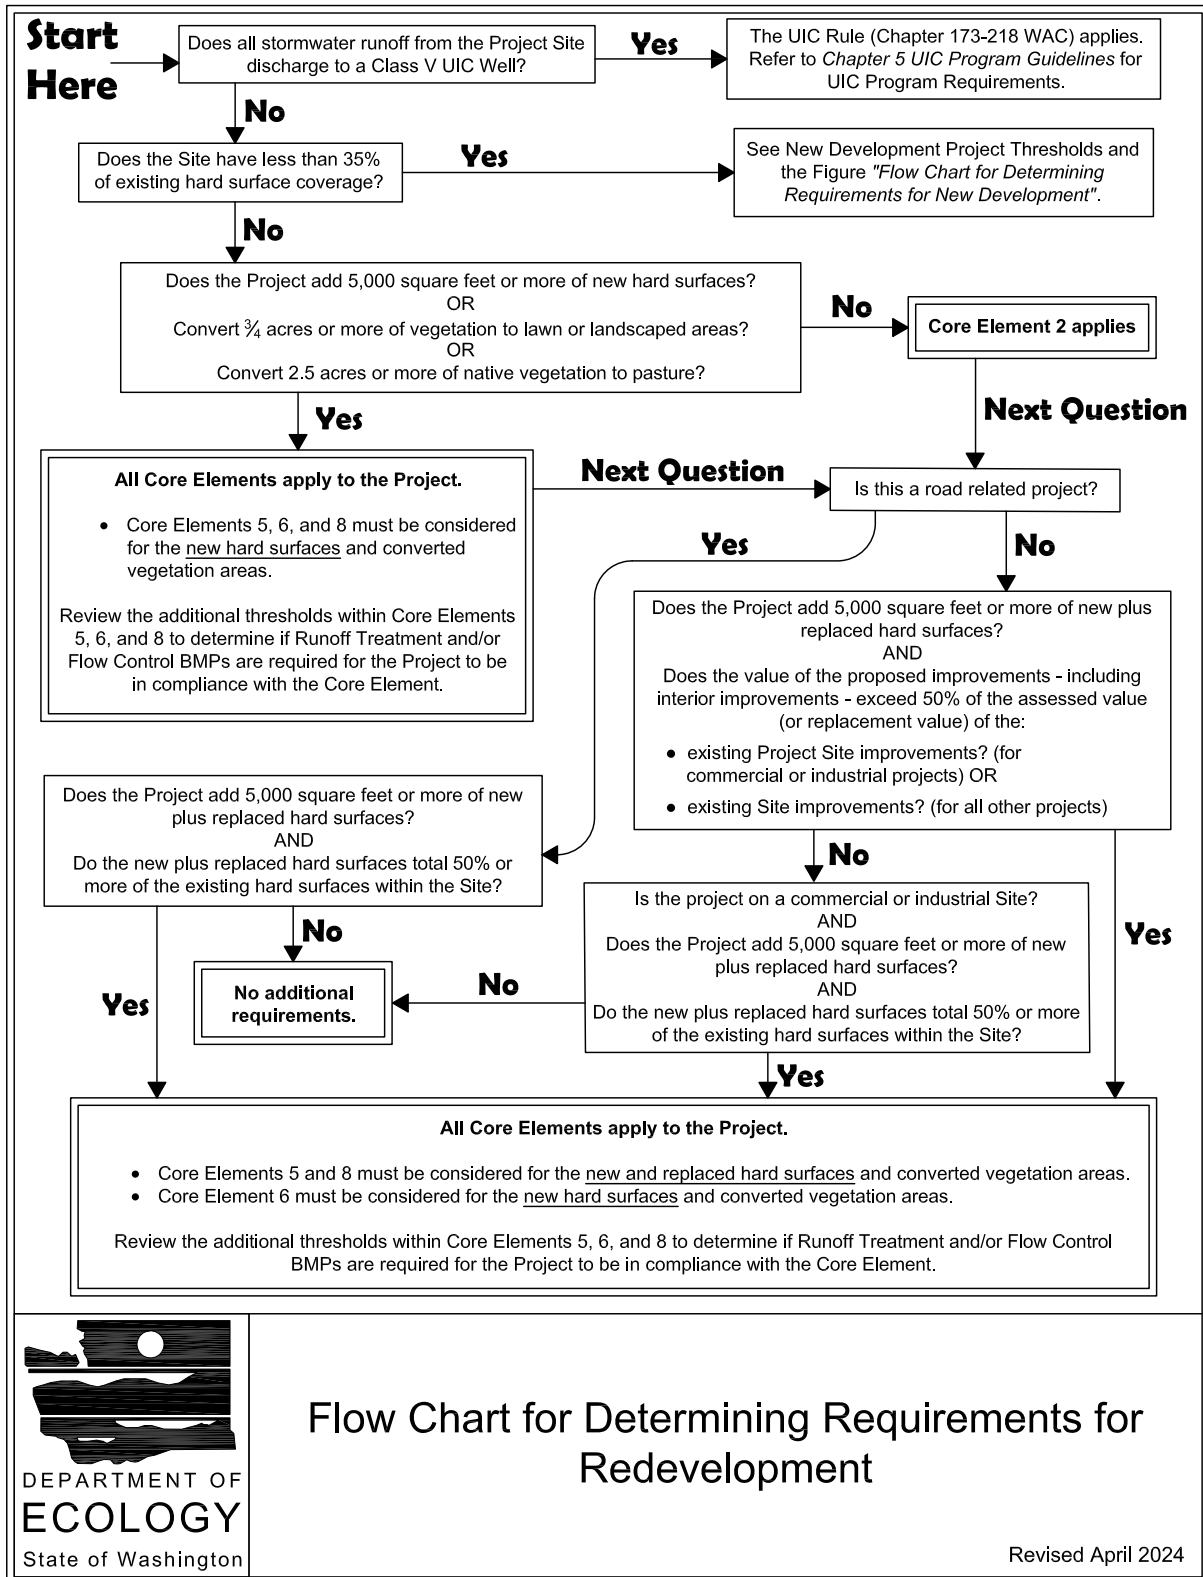 Start
Here
Does all stormwater runoff from the Project Site
discharge to a Class V UIC Well?
Yes
The UIC Rule (Chapter 173-218 WAC) applies.
Refer to Chapter 5 UIC Program Guidelines for
UIC Program Requirements.
No
Does the Site have less than 35%
of existing hard surface coverage?
Yes
See New Development Project Thresholds and
the Figure "Flow Chart for Determining
Requirements for New Development".
No
Does the Project add 5,000 square feet or more of new hard surfaces?
OR
Convert ¾ acres or more of vegetation to lawn or landscaped areas?
OR
Convert 2.5 acres or more of native vegetation to pasture?
No
Core Element 2 applies
Yes
Next Question
All Core Elements apply to the Project.
• Core Elements 5, 6, and 8 must be considered
for the new hard surfaces and converted
vegetation areas.
Review the additional thresholds within Core Elements
5, 6, and 8 to determine if Runoff Treatment and/or
Flow Control BMPs are required for the Project to be
in compliance with the Core Element.
Next Question
Is this a road related project?
Yes
No
Does the Project add 5,000 square feet or more of new plus
replaced hard surfaces?
AND
Does the value of the proposed improvements - including
interior improvements - exceed 50% of the assessed value
(or replacement value) of the:
• existing Project Site improvements? (for
commercial or industrial projects) OR
• existing Site improvements? (for all other projects)
Does the Project add 5,000 square feet or more of new
plus replaced hard surfaces?
AND
Do the new plus replaced hard surfaces total 50% or
more of the existing hard surfaces within the Site?
No
Is the project on a commercial or industrial Site?
AND
Does the Project add 5,000 square feet or more of new
plus replaced hard surfaces?
AND
Do the new plus replaced hard surfaces total 50% or more
of the existing hard surfaces within the Site?
Yes
No
No additional
requirements.
No
Yes
Yes
All Core Elements apply to the Project.
• Core Elements 5 and 8 must be considered for the new and replaced hard surfaces and converted vegetation areas.
• Core Element 6 must be considered for the new hard surfaces and converted vegetation areas.
Review the additional thresholds within Core Elements 5, 6, and 8 to determine if Runoff Treatment and/or Flow Control
BMPs are required for the Project to be in compliance with the Core Element.
DEPARTMENT OF
ECOLOGY
State of Washington
Flow Chart for Determining Requirements for
Redevelopment
Revised April 2024